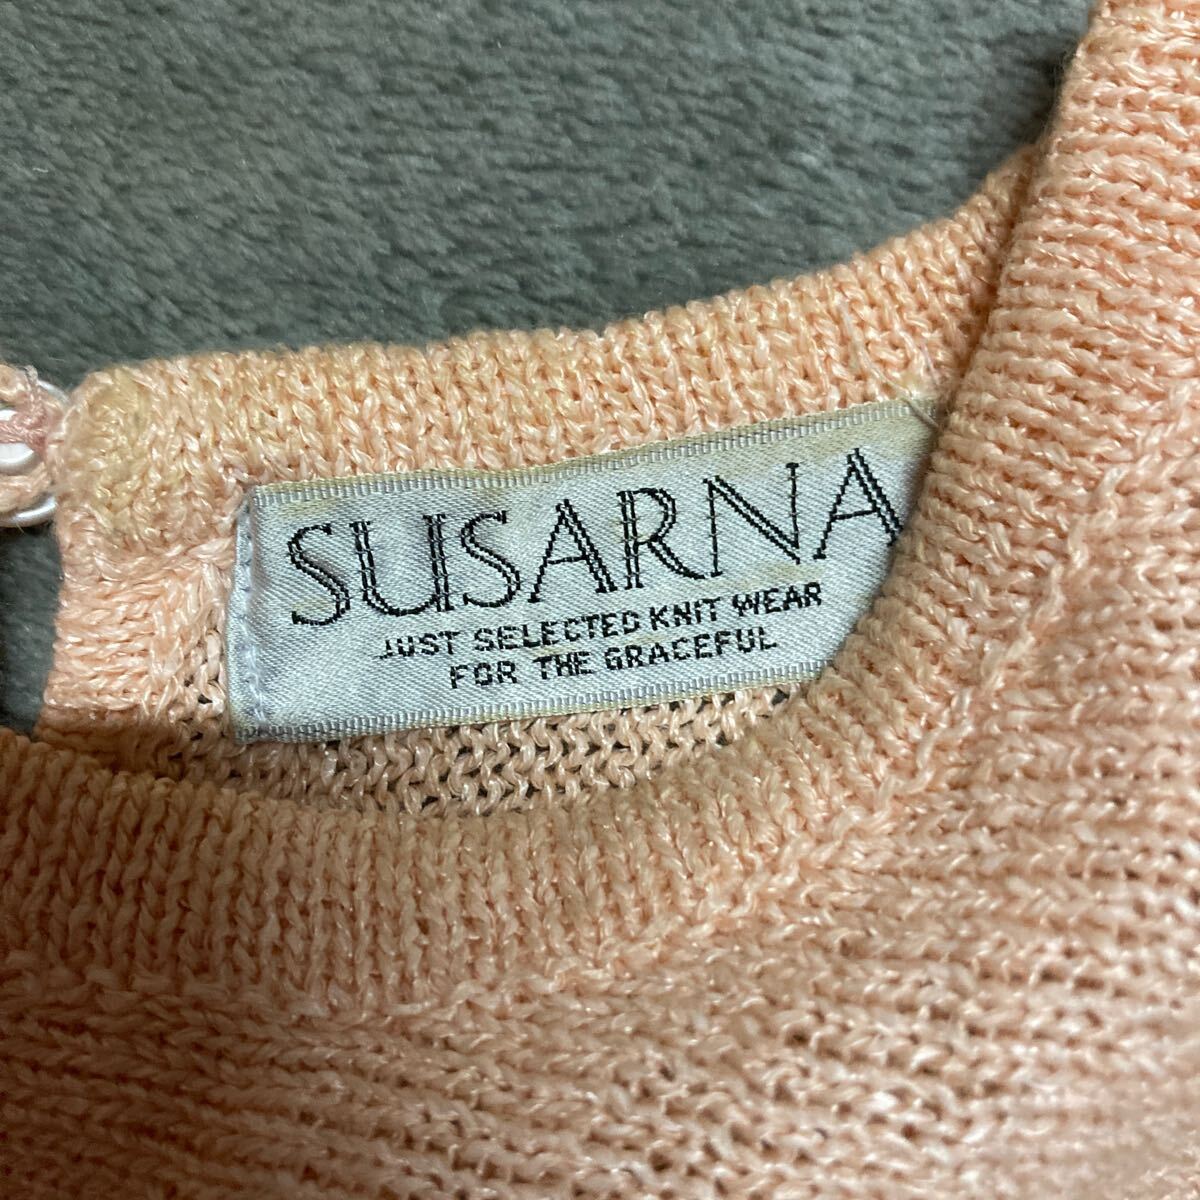 SUSARNA
JUST SELECTED KNIT WEAR
FOR THE GRACEFUL